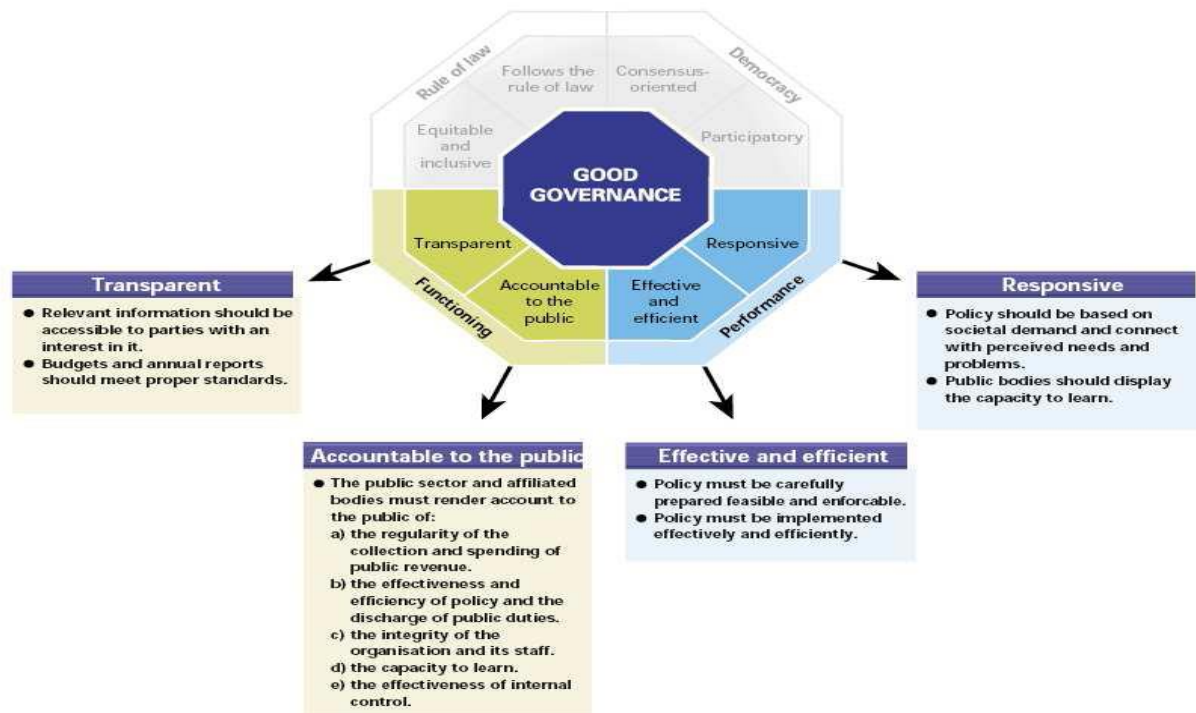 Rule of law
Democracy
Follows the
rule of law
Consensus-
oriented
Equitable
and
inclusive
Participatory
GOOD
GOVERNANCE
Transparent
Responsive
Accountable
to the
public
Effective
and
efficient
Functioning
Performance
Transparent
● Relevant information should be
accessible to parties with an
interest in it.
● Budgets and annual reports
should meet proper standards.
Responsive
● Policy should be based on
societal demand and connect
with perceived needs and
problems.
● Public bodies should display
the capacity to learn.
Accountable to the public
● The public sector and affiliated
bodies must render account to
the public of:
a) the regularity of the
collection and spending of
public revenue.
b) the effectiveness and
efficiency of policy and the
discharge of public duties.
c) the integrity of the
organisation and its staff.
d) the capacity to learn.
e) the effectiveness of internal
control.
Effective and efficient
● Policy must be carefully
prepared feasible and enforcable.
● Policy must be implemented
effectively and efficiently.